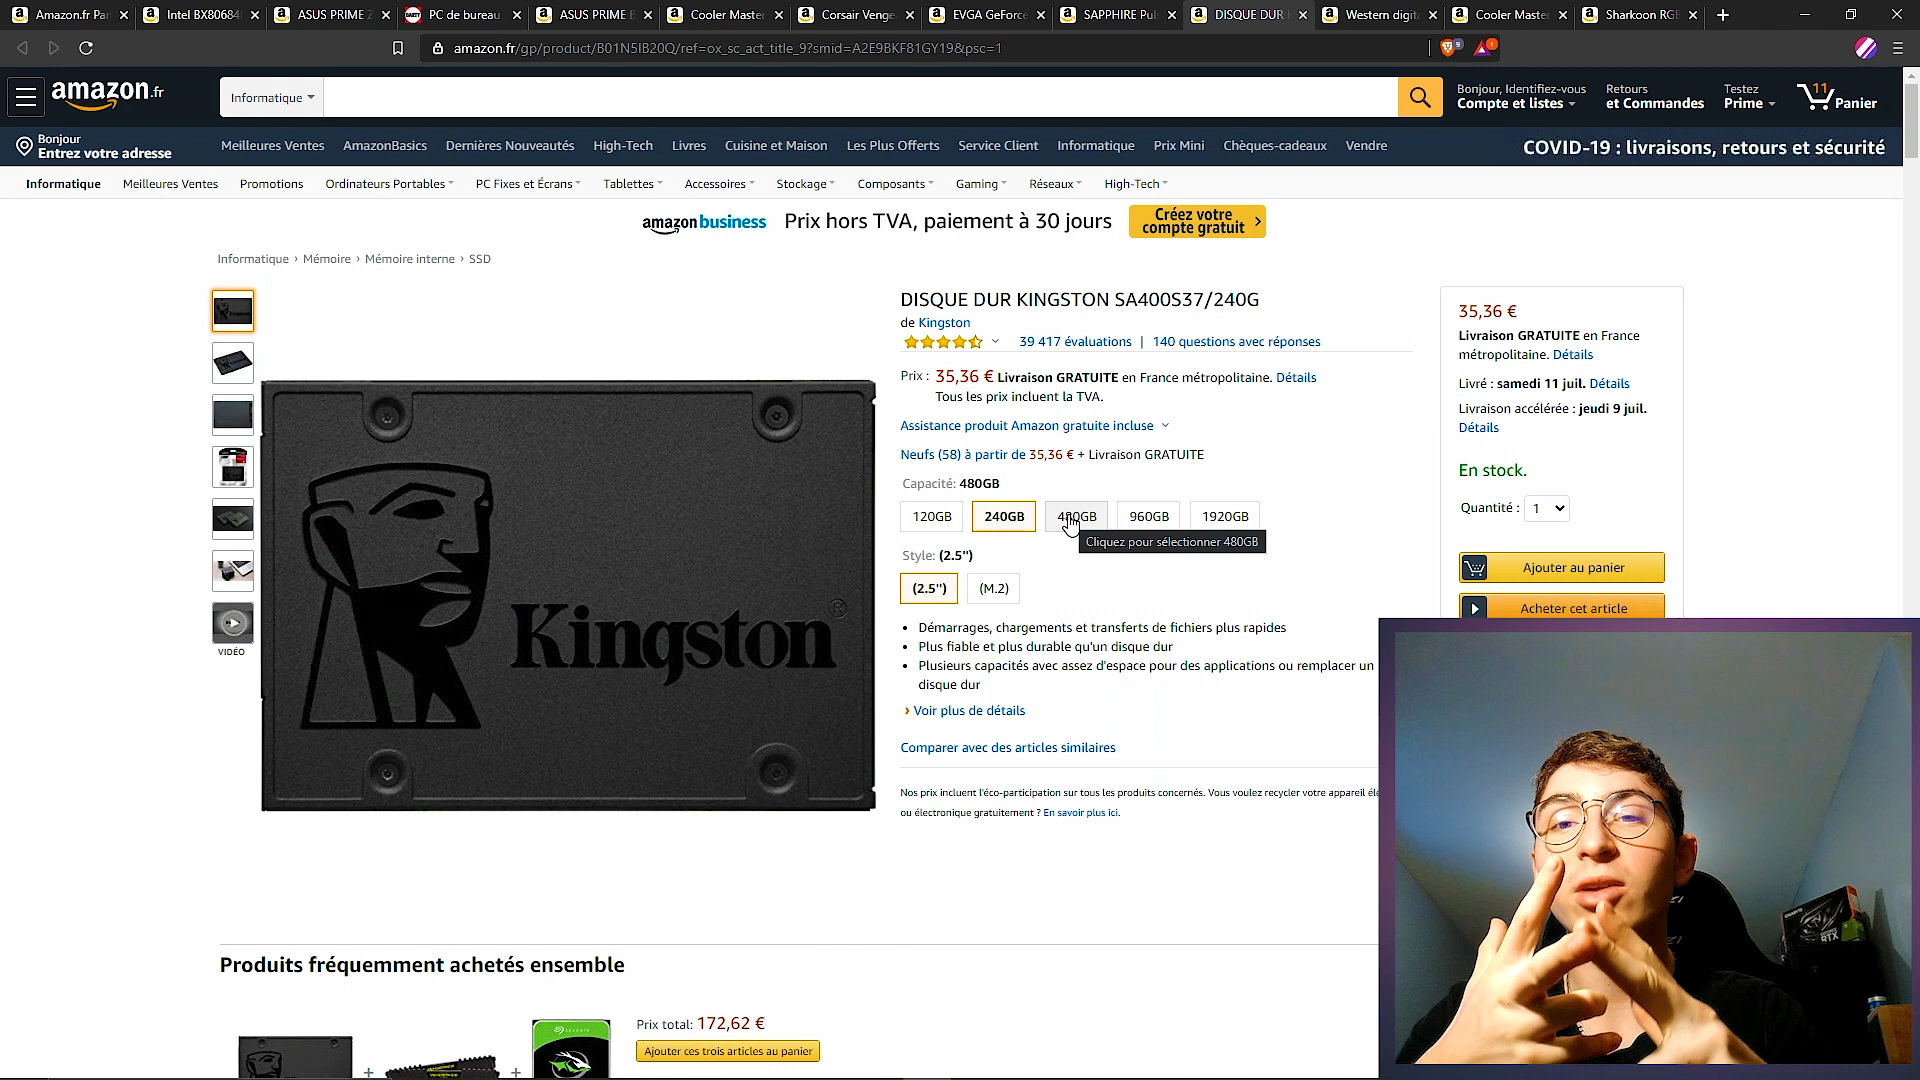 Amazon.fr Pa
Intel BX80684
ASUS PRIME Z
DARTY
PC de bureau
ASUS PRIME B
Cooler Maste
Corsair Venge
EVGA GeForce
SAPPHIRE Pul
DISQUE DUR
Western digit
Cooler Maste
Sharkoon RGB
amazon.fr/gp/product/B01N5IB20Q/ref=ox_sc_act_title_9?smid=A2E9BKF81GY19&psc=1
9
1
amazon.fr
Informatique
Bonjour, Identifiez-vous
Compte et listes
Retours
et Commandes
Testez
Prime
11
Panier
Bonjour
Entrez votre adresse
Meilleures Ventes AmazonBasics Dernières Nouveautés High-Tech Livres Cuisine et Maison Les Plus Offerts Service Client Informatique Prix Mini Chèques-cadeaux Vendre
COVID-19 : livraisons, retours et sécurité
Informatique Meilleures Ventes Promotions Ordinateurs Portables PC Fixes et Écrans Tablettes Accessoires Stockage Composants Gaming Réseaux High-Tech
amazon business Prix hors TVA, paiement à 30 jours
Créez votre
compte gratuit
Informatique › Mémoire › Mémoire interne › SSD
VIDÉO
Kingston
®
DISQUE DUR KINGSTON SA400S37/240G
de Kingston
39 417 évaluations | 140 questions avec réponses
Prix : 35,36 € Livraison GRATUITE en France métropolitaine. Détails
Tous les prix incluent la TVA.
Assistance produit Amazon gratuite incluse
Neufs (58) à partir de 35,36 € + Livraison GRATUITE
Capacité: 480GB
120GB 240GB 480GB 960GB 1920GB
Cliquez pour sélectionner 480GB
Style: (2.5")
(2.5") (M.2)
• Démarrages, chargements et transferts de fichiers plus rapides
• Plus fiable et plus durable qu'un disque dur
• Plusieurs capacités avec assez d'espace pour des applications ou remplacer un
disque dur
› Voir plus de détails
Comparer avec des articles similaires
Nos prix incluent l'éco-participation sur tous les produits concernés. Vous voulez recycler votre appareil éle
ou électronique gratuitement ? En savoir plus ici.
35,36 €
Livraison GRATUITE en France
métropolitaine. Détails
Livré : samedi 11 juil. Détails
Livraison accélérée : jeudi 9 juil.
Détails
En stock.
Quantité : 1
Ajouter au panier
Acheter cet article
Produits fréquemment achetés ensemble
Prix total: 172,62 €
Ajouter ces trois articles au panier
+
+
RTX